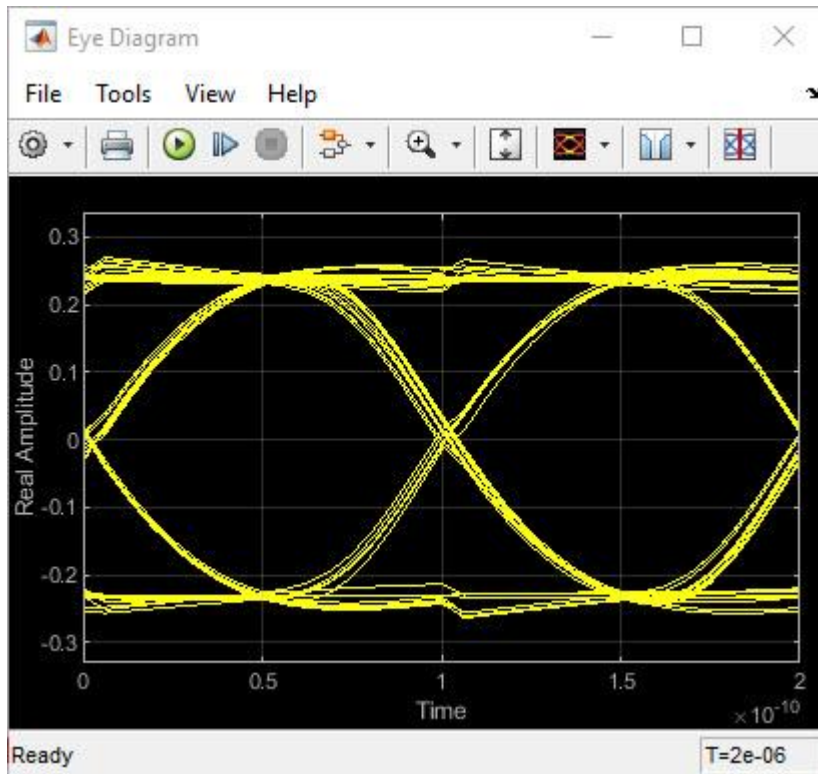 Eye Diagram
File Tools View Help
0.3
0.2
0.1
0
-0.1
-0.2
-0.3
Real Amplitude
0 0.5 1 1.5 2
Time
×10^-10
Ready T=2e-06